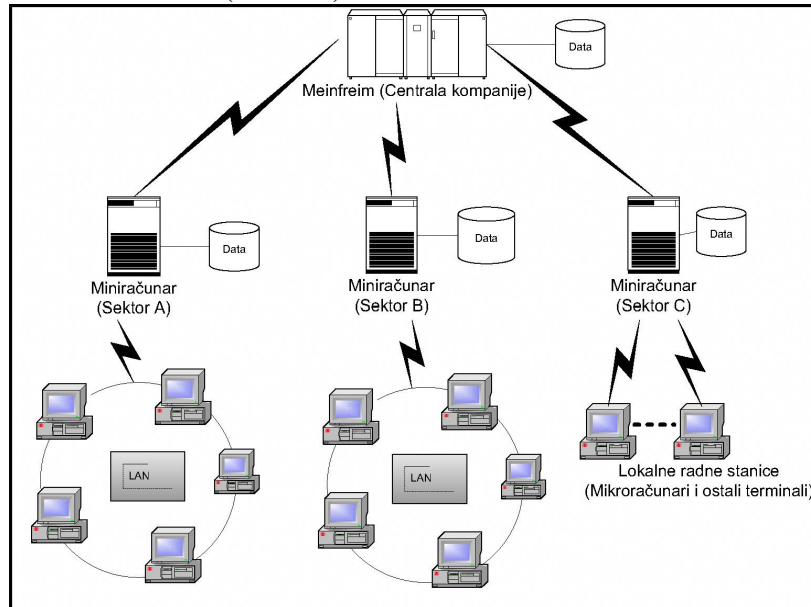 Data
Meinfreim (Centrala kompanije)
Data
Data
Data
Miniračunar
(Sektor A)
Miniračunar
(Sektor B)
Miniračunar
(Sektor C)
LAN
LAN
Lokalne radne stanice
(Mikroračunari i ostali terminali)